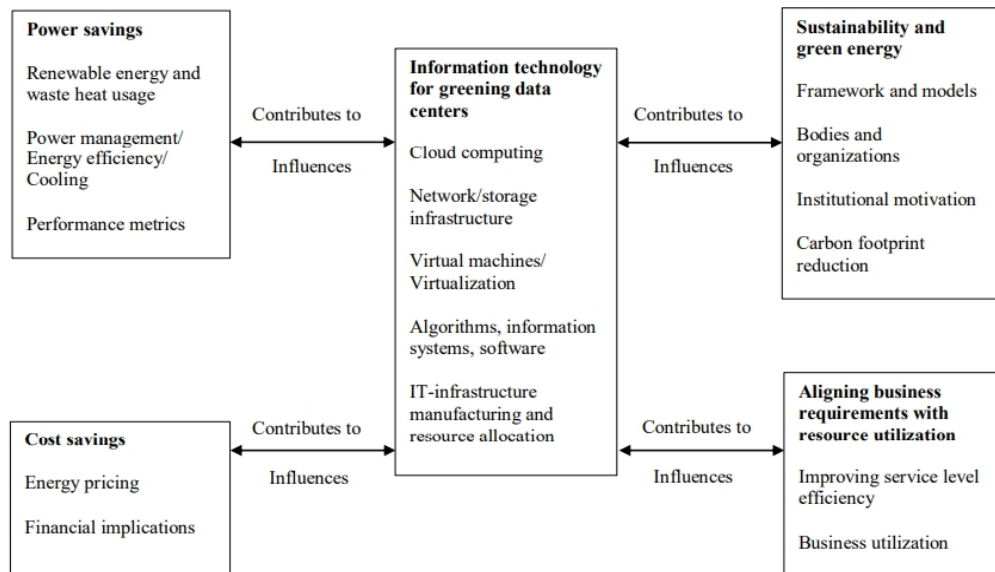 Power savings
Renewable energy and
waste heat usage
Power management/
Energy efficiency/
Cooling
Performance metrics
Contributes to
Influences
Information technology
for greening data
centers
Cloud computing
Network/storage
infrastructure
Virtual machines/
Virtualization
Algorithms, information
systems, software
IT-infrastructure
manufacturing and
resource allocation
Contributes to
Influences
Sustainability and
green energy
Framework and models
Bodies and
organizations
Institutional motivation
Carbon footprint
reduction
Cost savings
Energy pricing
Financial implications
Contributes to
Influences
Contributes to
Influences
Aligning business
requirements with
resource utilization
Improving service level
efficiency
Business utilization